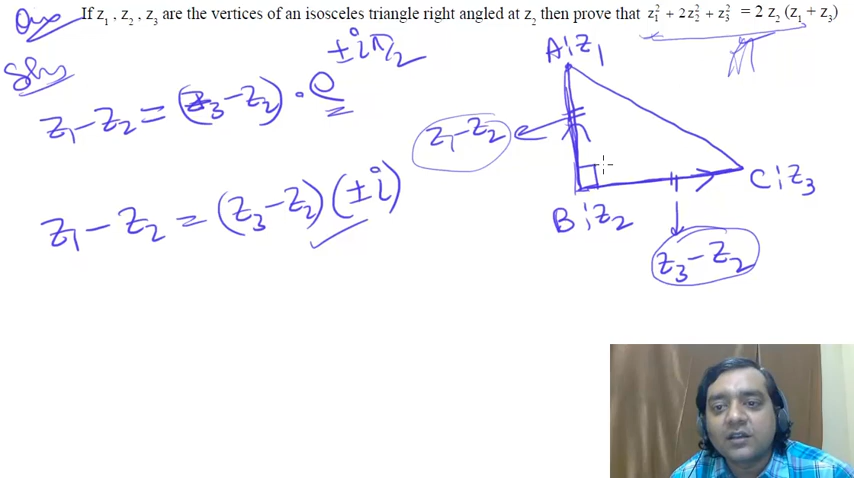 Ques If z₁ , z₂ , z₃ are the vertices of an isosceles triangle right angled at z₂ then prove that z₁² + 2z₂² + z₃² = 2 z₂ (z₁ + z₃)
Soln
z₁ – z₂ = (z₃ – z₂) · e^(±iπ/2)
z₁ – z₂ = (z₃ – z₂) (±i)
A ; z₁
z₁ – z₂
B ; z₂
C ; z₃
z₃ – z₂